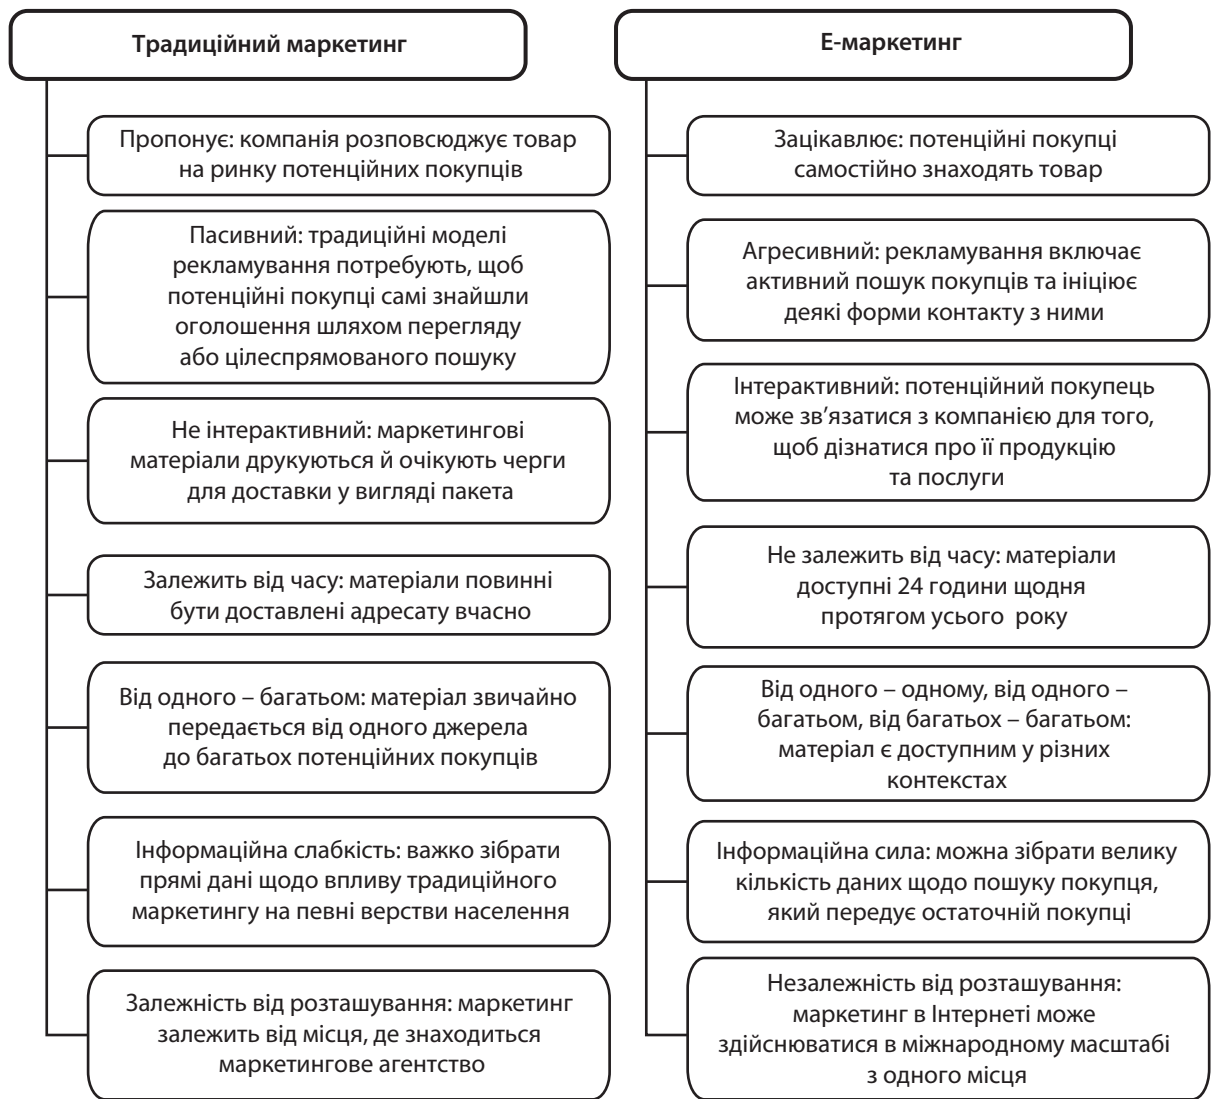 Традиційний маркетинг
Пропонує: компанія розповсюджує товар
на ринку потенційних покупців
Пасивний: традиційні моделі
рекламування потребують, щоб
потенційні покупці самі знайшли
оголошення шляхом перегляду
або цілеспрямованого пошуку
Не інтерактивний: маркетингові
матеріали друкуються й очікують черги
для доставки у вигляді пакета
Залежить від часу: матеріали повинні
бути доставлені адресату вчасно
Від одного – багатьом: матеріал звичайно
передається від одного джерела
до багатьох потенційних покупців
Інформаційна слабкість: важко зібрати
прямі дані щодо впливу традиційного
маркетингу на певні верстви населення
Залежність від розташування: маркетинг
залежить від місця, де знаходиться
маркетингове агентство
Е-маркетинг
Зацікавлює: потенційні покупці
самостійно знаходять товар
Агресивний: рекламування включає
активний пошук покупців та ініціює
деякі форми контакту з ними
Інтерактивний: потенційний покупець
може зв’язатися з компанією для того,
щоб дізнатися про її продукцію
та послуги
Не залежить від часу: матеріали
доступні 24 години щодня
протягом усього року
Від одного – одному, від одного –
багатьом, від багатьох – багатьом:
матеріал є доступним у різних
контекстах
Інформаційна сила: можна зібрати велику
кількість даних щодо пошуку покупця,
який передує остаточній покупці
Незалежність від розташування:
маркетинг в Інтернеті може
здійснюватися в міжнародному масштабі
з одного місця